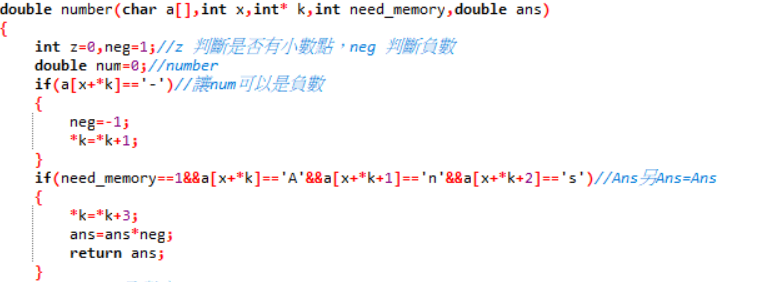 double number(char a[],int x,int* k,int need_memory,double ans)
{
int z=0,neg=1;//z 判斷是否有小數點，neg 判斷負數
double num=0;//number
if(a[x+*k]=='-')//讓num可以是負數
{
neg=-1;
*k=*k+1;
}
if(need_memory==1&&a[x+*k]=='A'&&a[x+*k+1]=='n'&&a[x+*k+2]=='s')//Ans另Ans=Ans
{
*k=*k+3;
ans=ans*neg;
return ans;
}